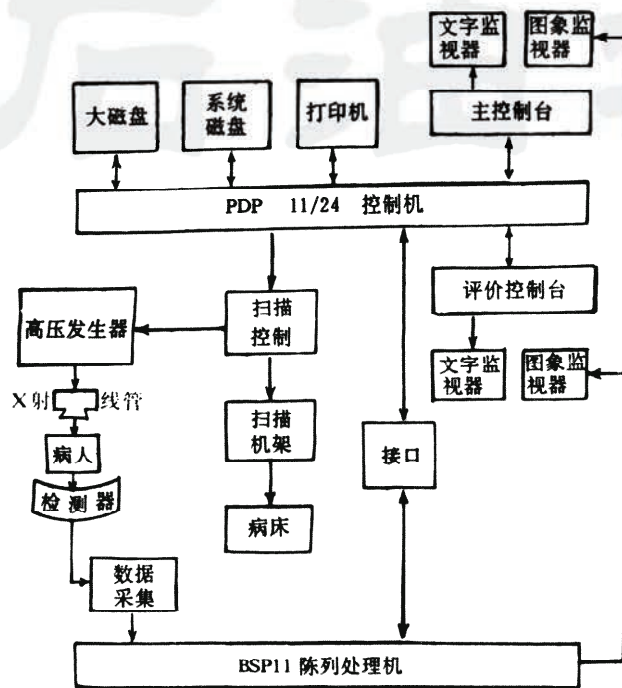 文字监
视器
图象监
视器
大磁盘
系统
磁盘
打印机
主控制台
PDP 11/24 控制机
高压发生器
扫描
控制
评价控制台
文字监
视器
图象监
视器
X射 线管
扫描
机架
接口
病人
检测器
病床
数据
采集
BSP11 陈列处理机